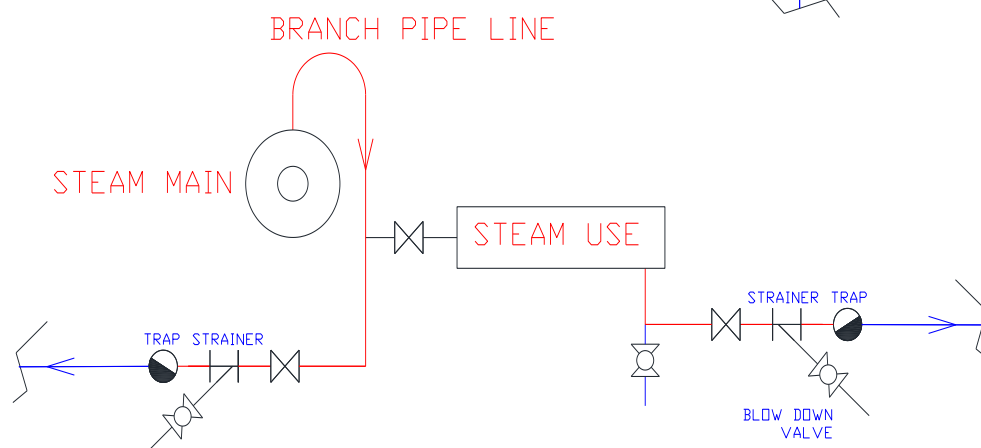 BRANCH PIPE LINE
STEAM MAIN
STEAM USE
STRAINER TRAP
TRAP STRAINER
BLOW DOWN
VALVE